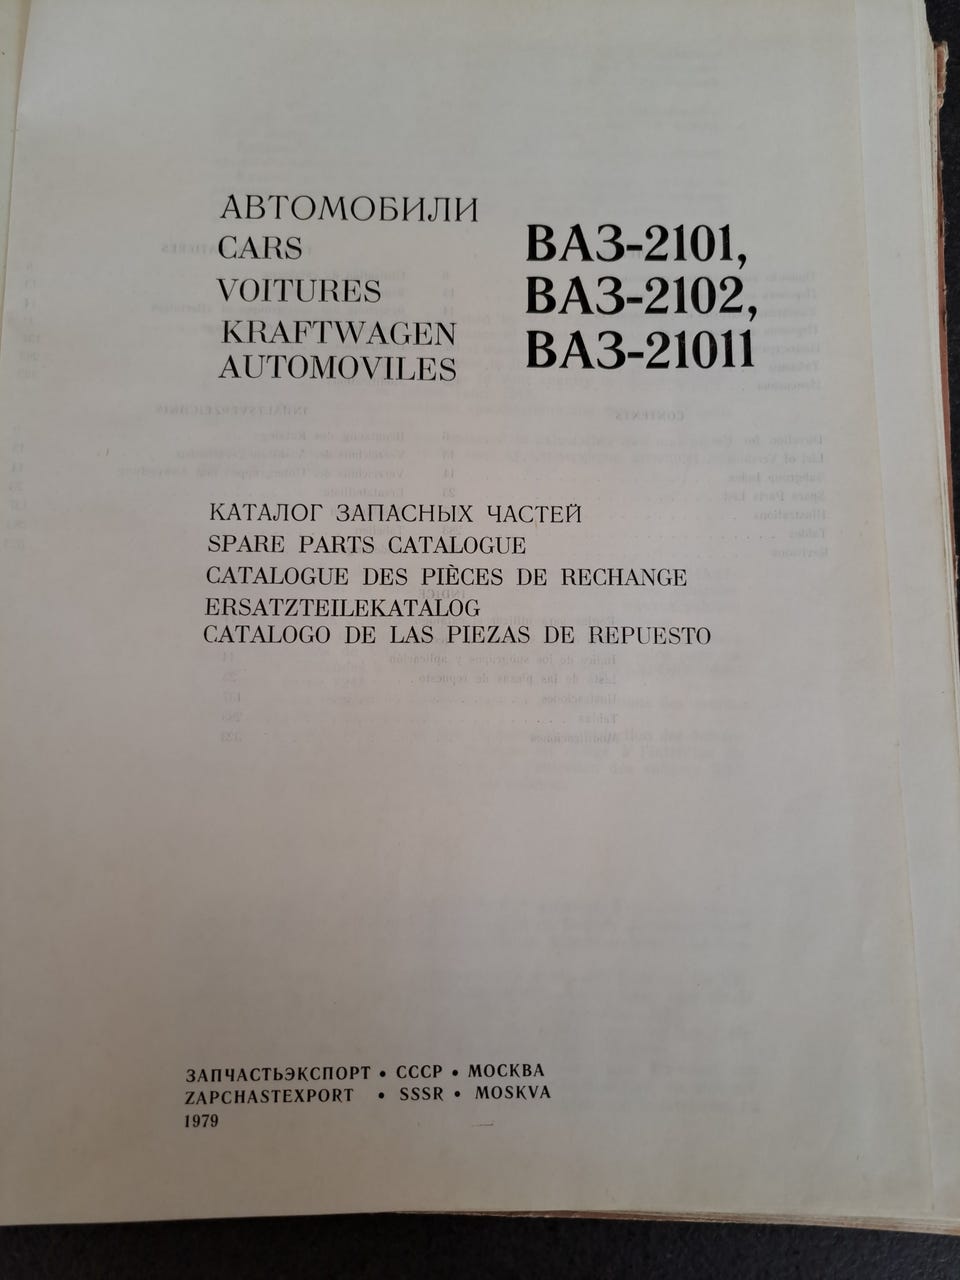 АВТОМОБИЛИ
CARS
VOITURES
KRAFTWAGEN
AUTOMOVILES
ВАЗ-2101,
ВАЗ-2102,
ВАЗ-21011
КАТАЛОГ ЗАПАСНЫХ ЧАСТЕЙ
SPARE PARTS CATALOGUE
CATALOGUE DES PIÈCES DE RECHANGE
ERSATZTEILEKATALOG
CATALOGO DE LAS PIEZAS DE REPUESTO
ЗАПЧАСТЬЭКСПОРТ • СССР • МОСКВА
ZAPCHASTEXPORT • SSSR • MOSKVA
1979